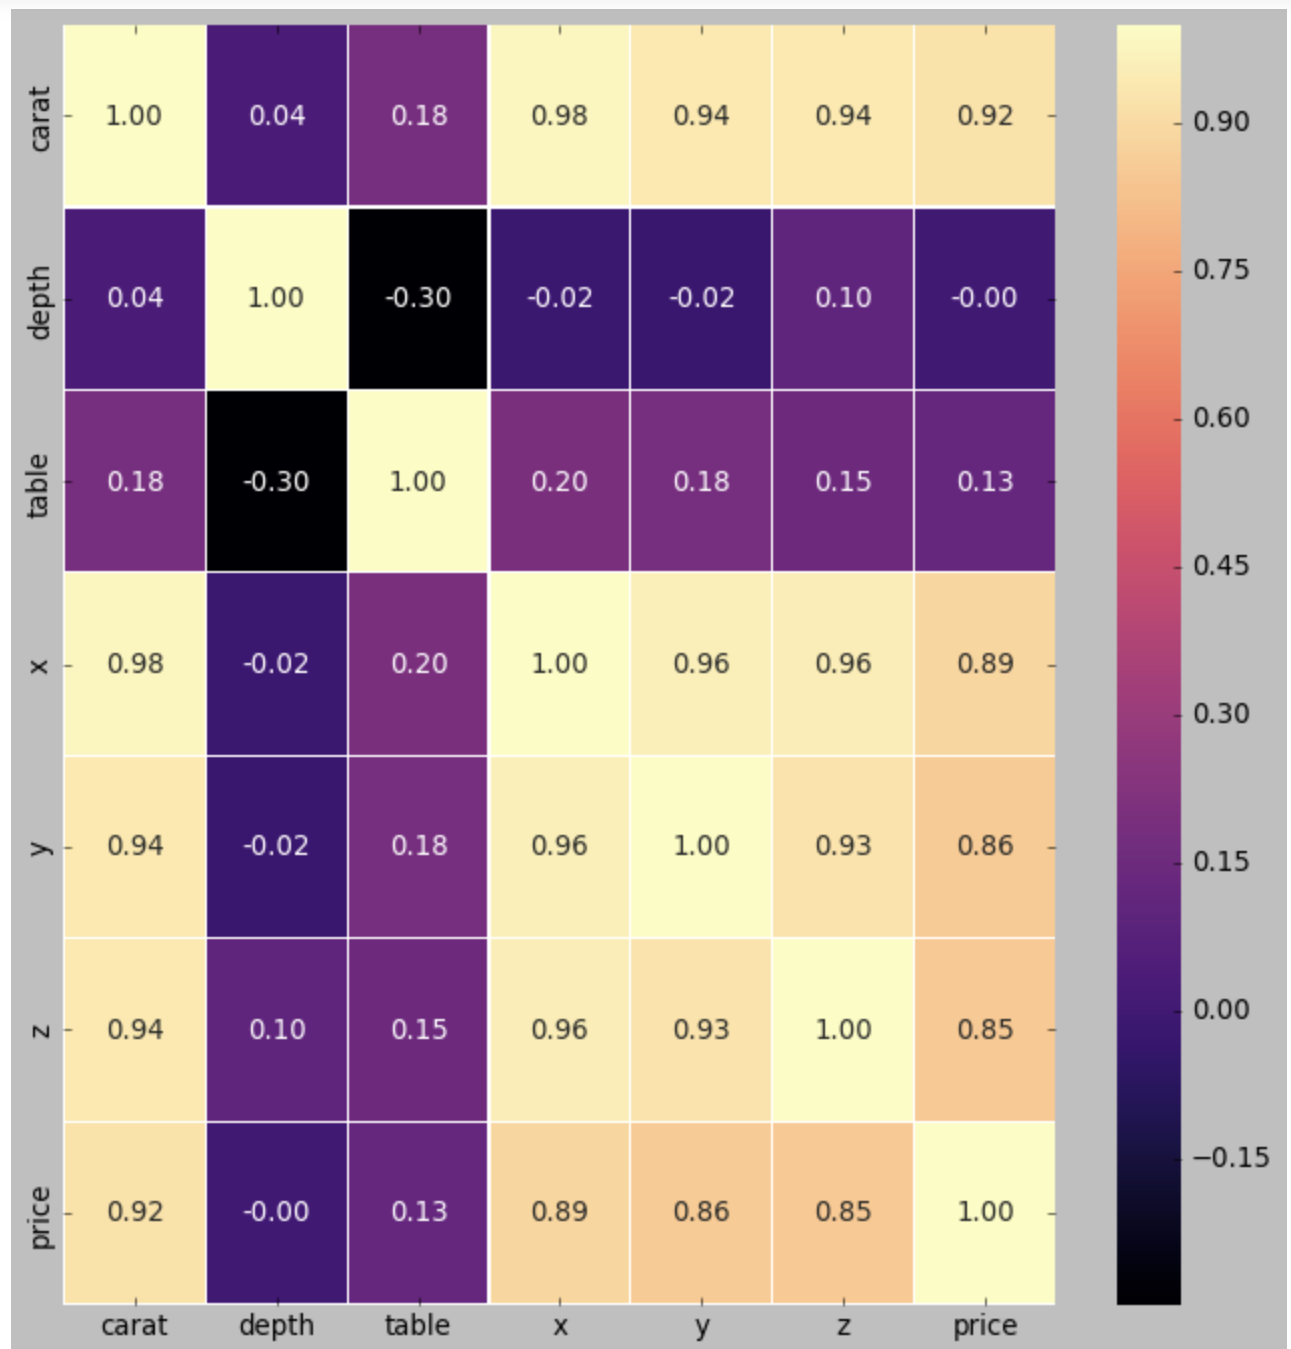 carat 1.00 0.04 0.18 0.98 0.94 0.94 0.92
depth 0.04 1.00 -0.30 -0.02 -0.02 0.10 -0.00
table 0.18 -0.30 1.00 0.20 0.18 0.15 0.13
x 0.98 -0.02 0.20 1.00 0.96 0.96 0.89
y 0.94 -0.02 0.18 0.96 1.00 0.93 0.86
z 0.94 0.10 0.15 0.96 0.93 1.00 0.85
price 0.92 -0.00 0.13 0.89 0.86 0.85 1.00
carat depth table x y z price
0.90
0.75
0.60
0.45
0.30
0.15
0.00
−0.15